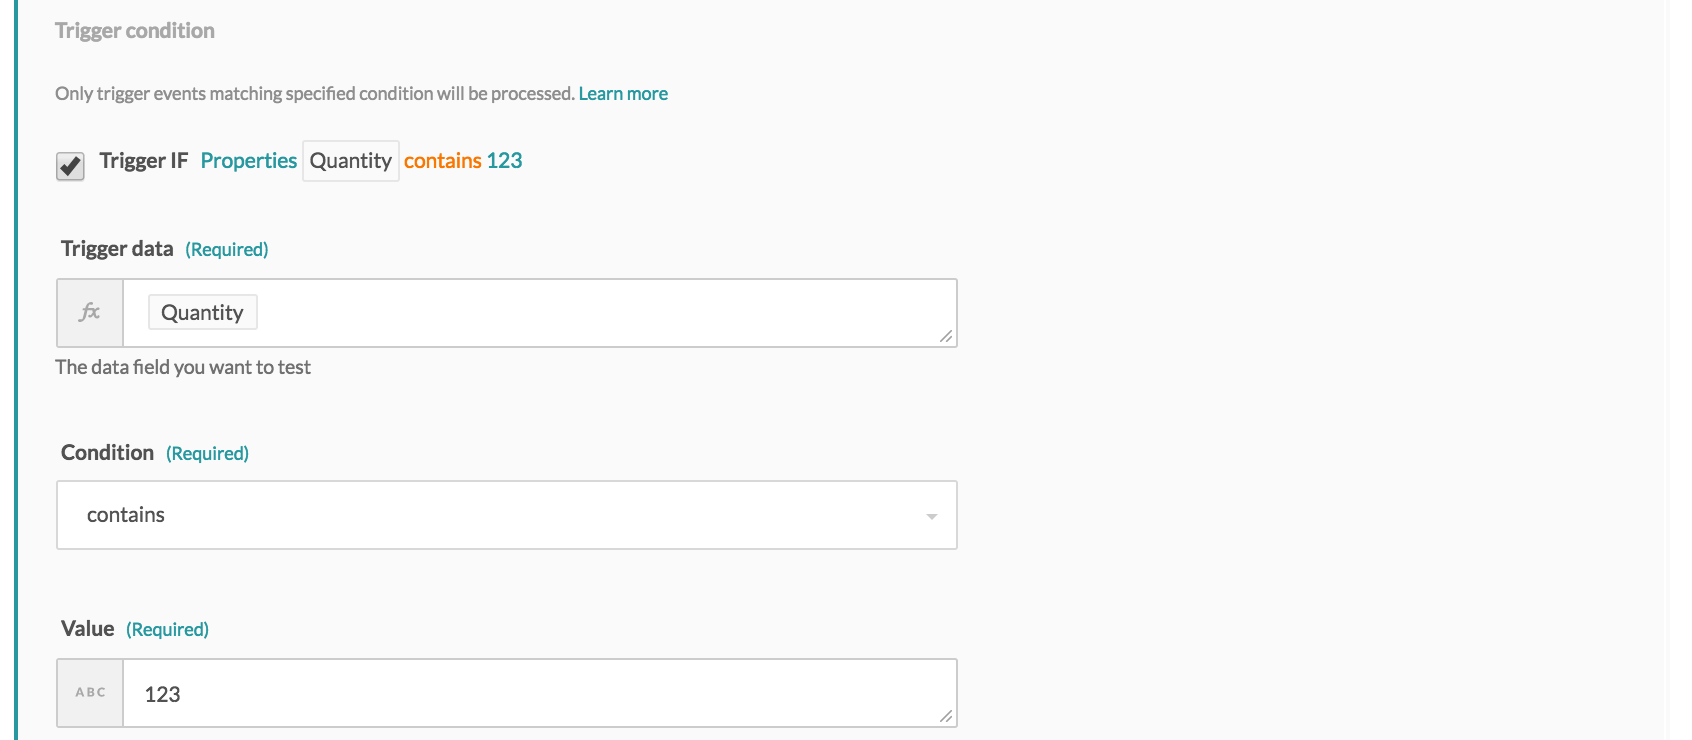 Trigger condition
Only trigger events matching specified condition will be processed. Learn more
Trigger IF Properties Quantity contains 123
Trigger data (Required)
fx Quantity
The data field you want to test
Condition (Required)
contains
Value (Required)
ABC 123